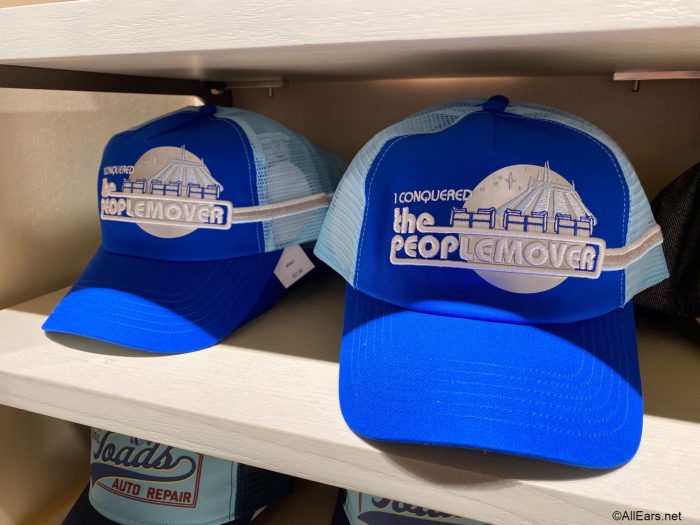 I CONQUERED
the
PEOPLEMOVER
I CONQUERED
the
PEOPLEMOVER
Toads
AUTO REPAIR
©AllEars.net